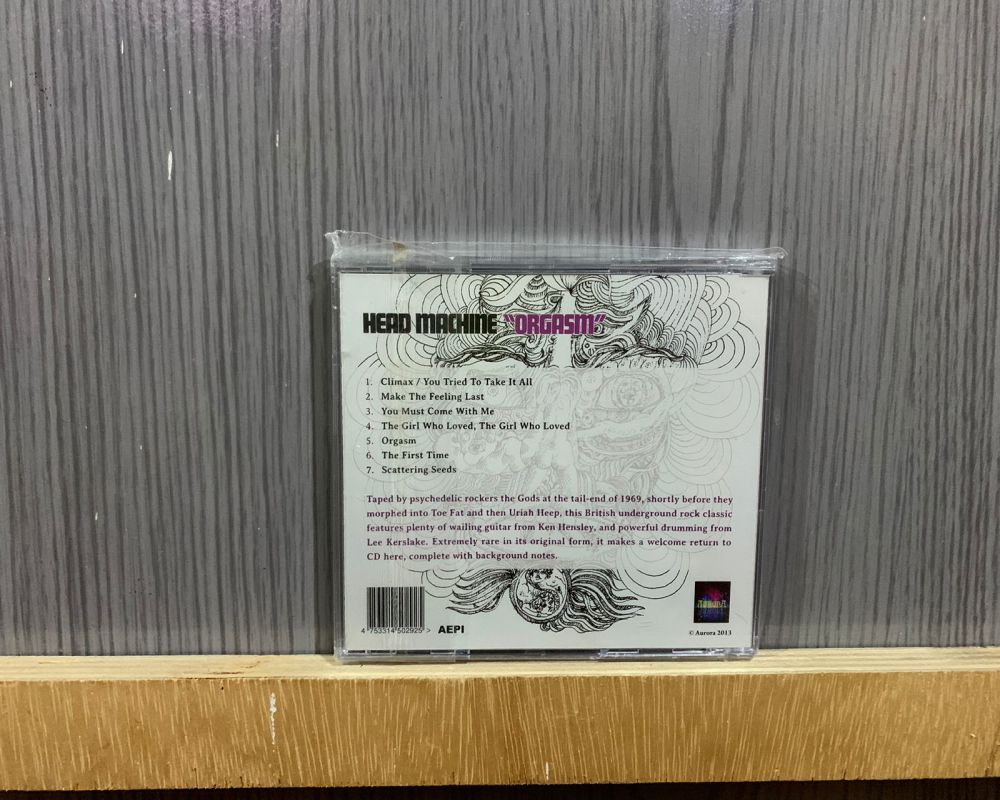 HEAD MACHINE "ORGASM"
1. Climax / You Tried To Take It All
2. Make The Feeling Last
3. You Must Come With Me
4. The Girl Who Loved, The Girl Who Loved
5. Orgasm
6. The First Time
7. Scattering Seeds
Taped by psychedelic rockers the Gods at the tail-end of 1969, shortly before they
morphed into Toe Fat and then Uriah Heep, this British underground rock classic
features plenty of wailing guitar from Ken Hensley, and powerful drumming from
Lee Kerslake. Extremely rare in its original form, it makes a welcome return to
CD here, complete with background notes.
4 753314 502925 >
AEPI
AURORA
© Aurora 2013